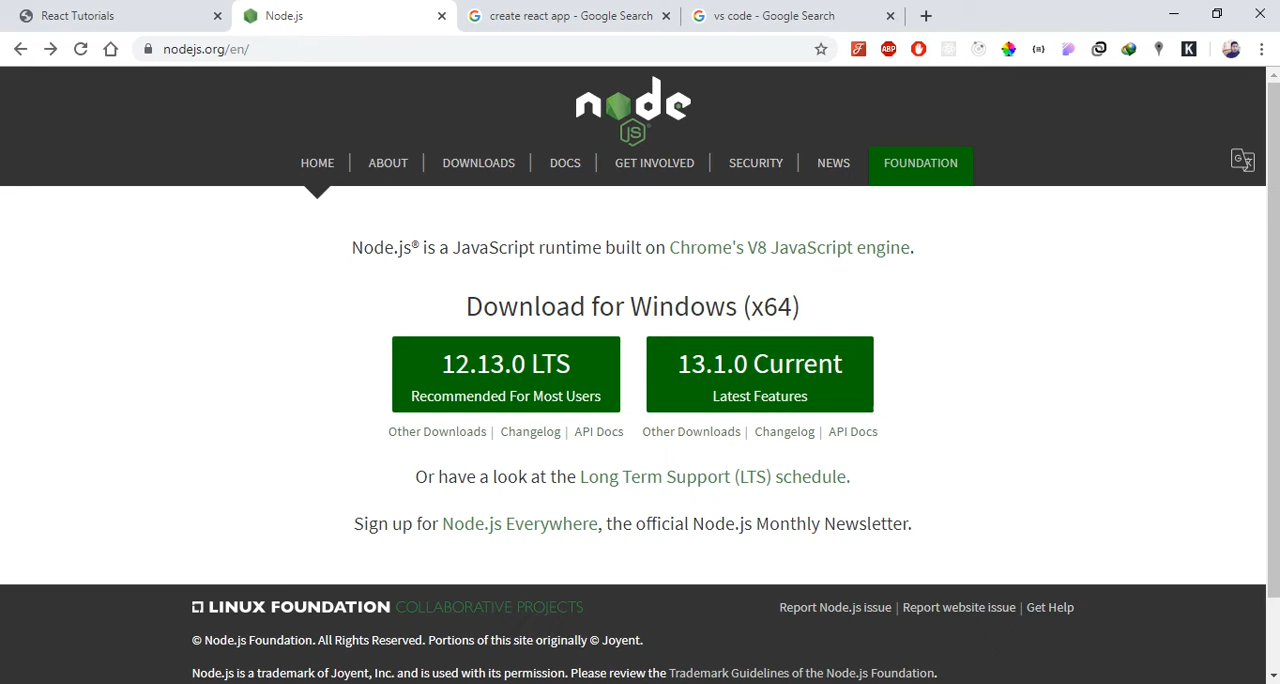 React Tutorials
Node.js
create react app - Google Search
vs code - Google Search
nodejs.org/en/
ABP
K
node
JS
HOME | ABOUT | DOWNLOADS | DOCS | GET INVOLVED | SECURITY | NEWS FOUNDATION
Node.js® is a JavaScript runtime built on Chrome's V8 JavaScript engine.
Download for Windows (x64)
12.13.0 LTS
Recommended For Most Users
13.1.0 Current
Latest Features
Other Downloads | Changelog | API Docs
Other Downloads | Changelog | API Docs
Or have a look at the Long Term Support (LTS) schedule.
Sign up for Node.js Everywhere, the official Node.js Monthly Newsletter.
LINUX FOUNDATION COLLABORATIVE PROJECTS
Report Node.js issue | Report website issue | Get Help
© Node.js Foundation. All Rights Reserved. Portions of this site originally © Joyent.
Node.js is a trademark of Joyent, Inc. and is used with its permission. Please review the Trademark Guidelines of the Node.js Foundation.